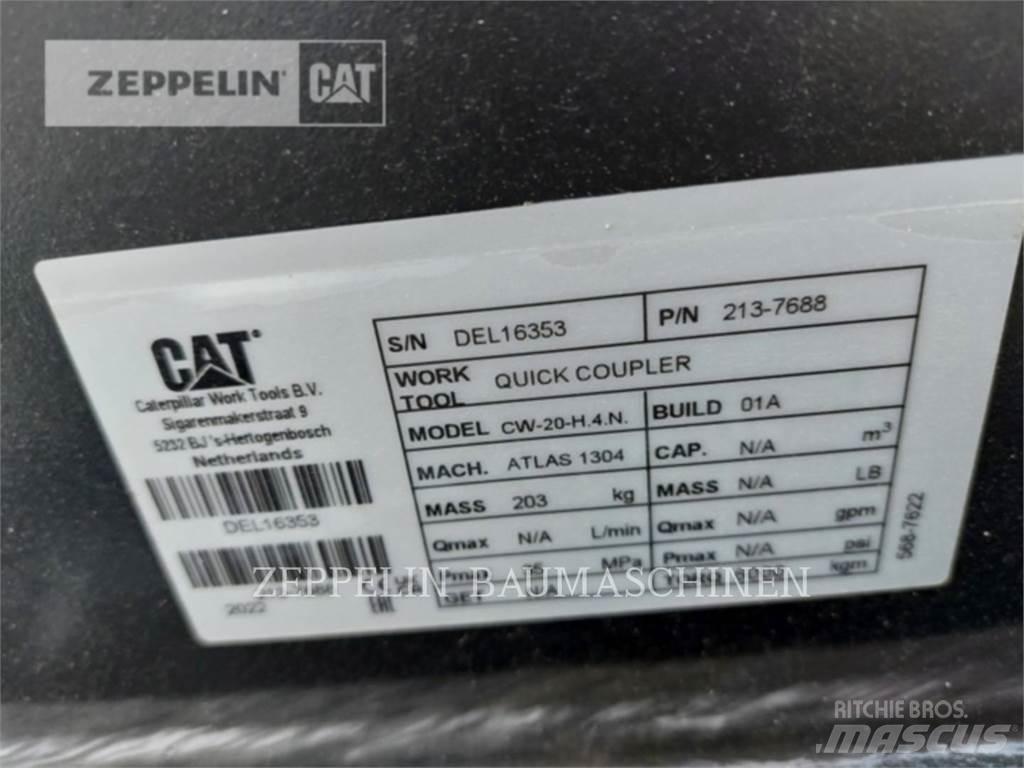 ZEPPELIN CAT
CAT
Caterpillar Work Tools B.V.
Sigarenmakerstraat 9
5232 BJ 's-Hertogenbosch
Netherlands
DEL16353
2022
S/N DEL16353 P/N 213-7688
WORK TOOL QUICK COUPLER
MODEL CW-20-H.4.N. BUILD 01A
MACH. ATLAS 1304 CAP. N/A m³
MASS 203 kg MASS N/A LB
Qmax N/A L/min Qmax N/A gpm
Pmax 35 MPa Pmax N/A psi
kgm
568-7622
ZEPPELIN BAUMASCHINEN
RITCHIE BROS.
MASCUS